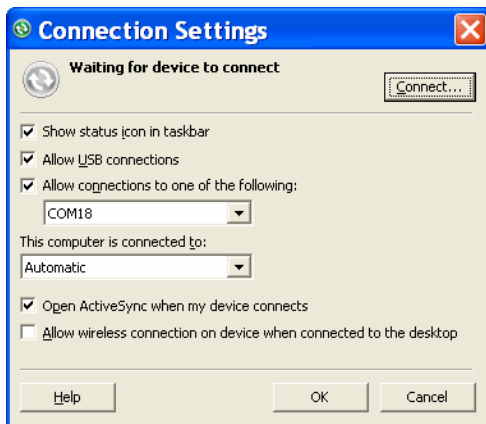 Connection Settings
Waiting for device to connect
Connect...
Show status icon in taskbar
Allow USB connections
Allow connections to one of the following:
COM18
This computer is connected to:
Automatic
Open ActiveSync when my device connects
Allow wireless connection on device when connected to the desktop
Help OK Cancel